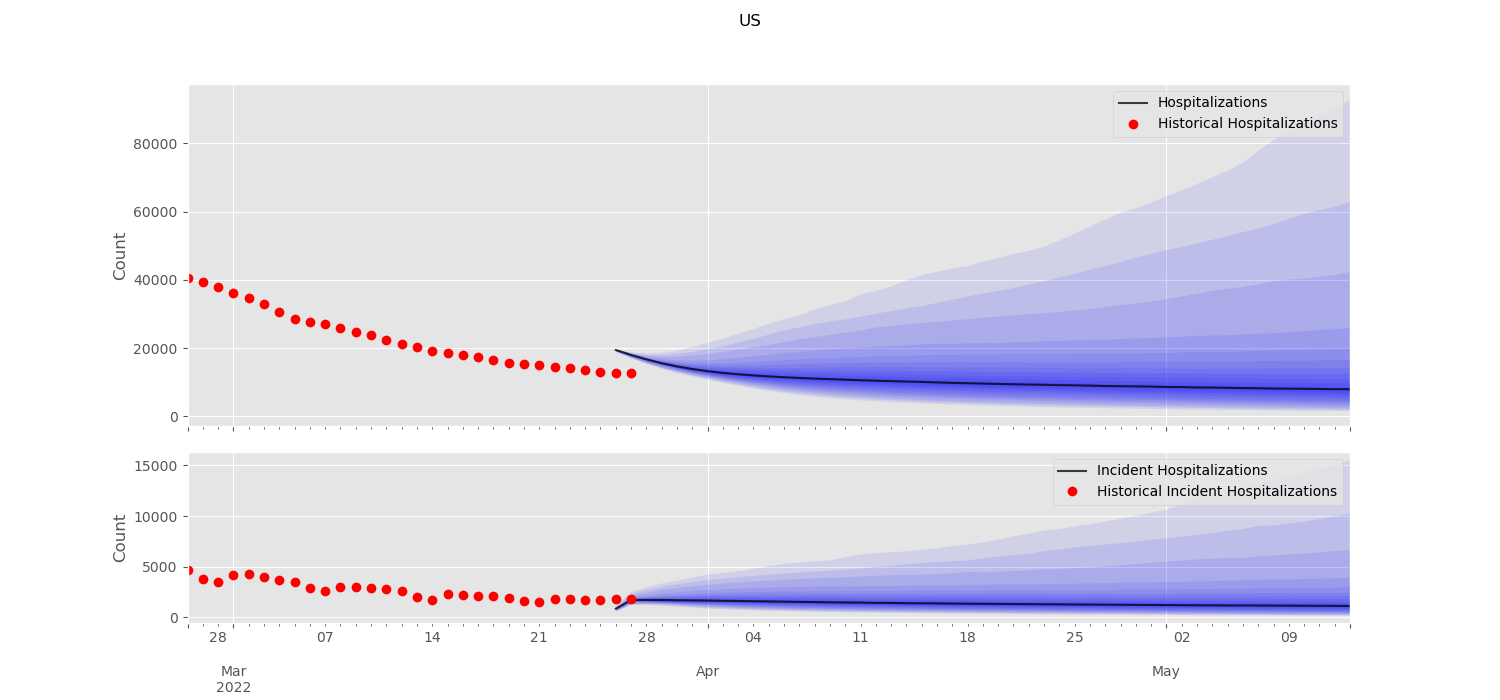 US
Hospitalizations
Historical Hospitalizations
80000
60000
40000
20000
0
Count
Incident Hospitalizations
Historical Incident Hospitalizations
15000
10000
5000
0
Count
28 07 14 21 28 04 11 18 25 02 09
Mar Apr May
2022